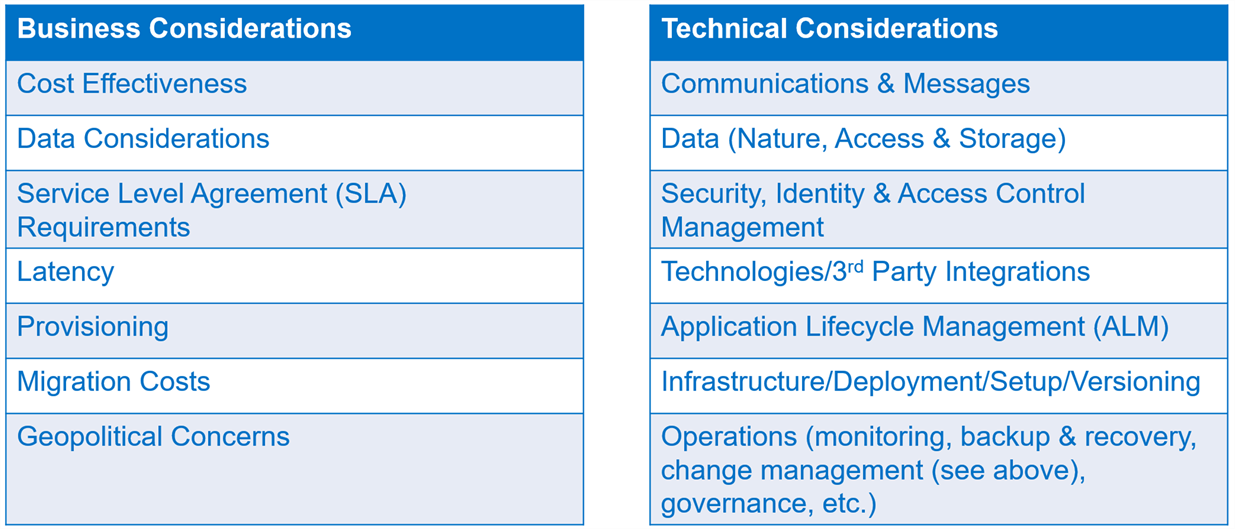 Business Considerations
Cost Effectiveness
Data Considerations
Service Level Agreement (SLA)
Requirements
Latency
Provisioning
Migration Costs
Geopolitical Concerns
Technical Considerations
Communications & Messages
Data (Nature, Access & Storage)
Security, Identity & Access Control
Management
Technologies/3rd Party Integrations
Application Lifecycle Management (ALM)
Infrastructure/Deployment/Setup/Versioning
Operations (monitoring, backup & recovery,
change management (see above),
governance, etc.)